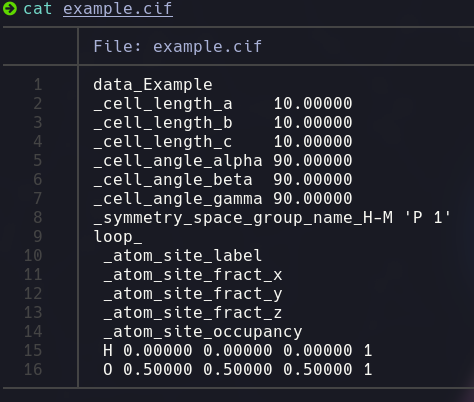 cat example.cif
File: example.cif
1 data_Example
2 _cell_length_a    10.00000
3 _cell_length_b    10.00000
4 _cell_length_c    10.00000
5 _cell_angle_alpha 90.00000
6 _cell_angle_beta  90.00000
7 _cell_angle_gamma 90.00000
8 _symmetry_space_group_name_H-M 'P 1'
9 loop_
10  _atom_site_label
11  _atom_site_fract_x
12  _atom_site_fract_y
13  _atom_site_fract_z
14  _atom_site_occupancy
15  H 0.00000 0.00000 0.00000 1
16  O 0.50000 0.50000 0.50000 1